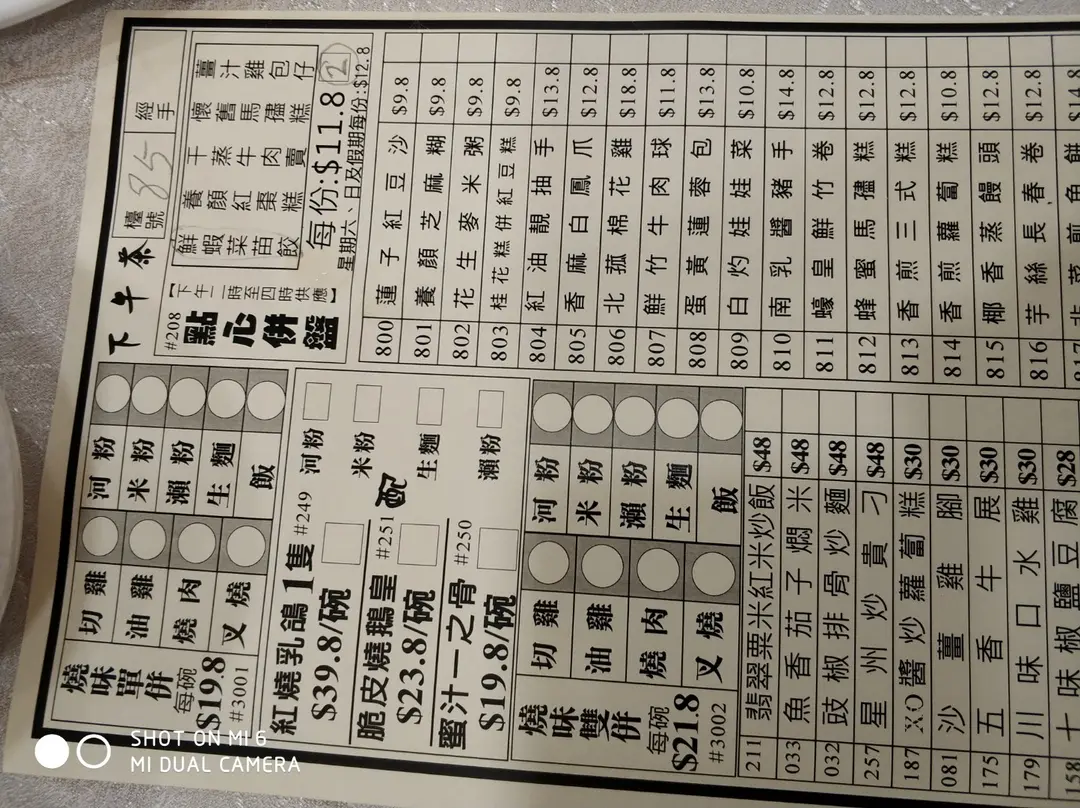 下午茶
檯號 85
經手
#208
點心併籃
【下午二時至四時供應】
鮮蝦菜苗餃
養顏紅棗糕
干蒸牛肉賣
懷舊馬孻糕
薑汁雞包仔
每份:$11.8
2
星期六、日及假期每份:$12.8
800 蓮子紅豆沙 $9.8
801 養顏芝麻糊 $9.8
802 花生麥米粥 $9.8
803 桂花糕併紅豆糕 $9.8
804 紅油靚抽手 $13.8
805 香麻白鳳爪 $12.8
806 北菰棉花雞 $18.8
807 鮮竹牛肉球 $11.8
808 蛋黃蓮蓉包 $13.8
809 白灼娃娃菜 $10.8
810 南乳醬豬手 $14.8
811 蠔皇鮮竹卷 $12.8
812 蜂蜜馬孻糕 $12.8
813 香煎三式糕 $12.8
814 香煎蘿蔔糕 $10.8
815 椰香蒸饅頭 $12.8
816 芋絲長春卷 $12.8
817 韭菜煎魚餅 $14.8
燒味單併
每碗
$19.8
#3001
切雞
油雞
燒肉
叉燒
河粉
米粉
瀨粉
生麵
飯
紅燒乳鴿1隻 #249
$39.8/碗
脆皮燒鵝皇 #251
$23.8/碗
蜜汁一之骨 #250
$19.8/碗
配
河粉
米粉
生麵
瀨粉
燒味雙併
每碗
$21.8
#3002
切雞
油雞
燒肉
叉燒
河粉
米粉
瀨粉
生麵
飯
211 翡翠粟米紅米炒飯 $48
033 魚香茄子燜米 $48
032 豉椒排骨炒麵 $48
257 星州炒貴刁 $48
187 XO醬炒蘿蔔糕 $30
081 沙薑雞腳 $30
175 五香牛展 $30
179 川味口水雞 $30
158 十味椒鹽豆腐 $28
SHOT ON MI 6
MI DUAL CAMERA